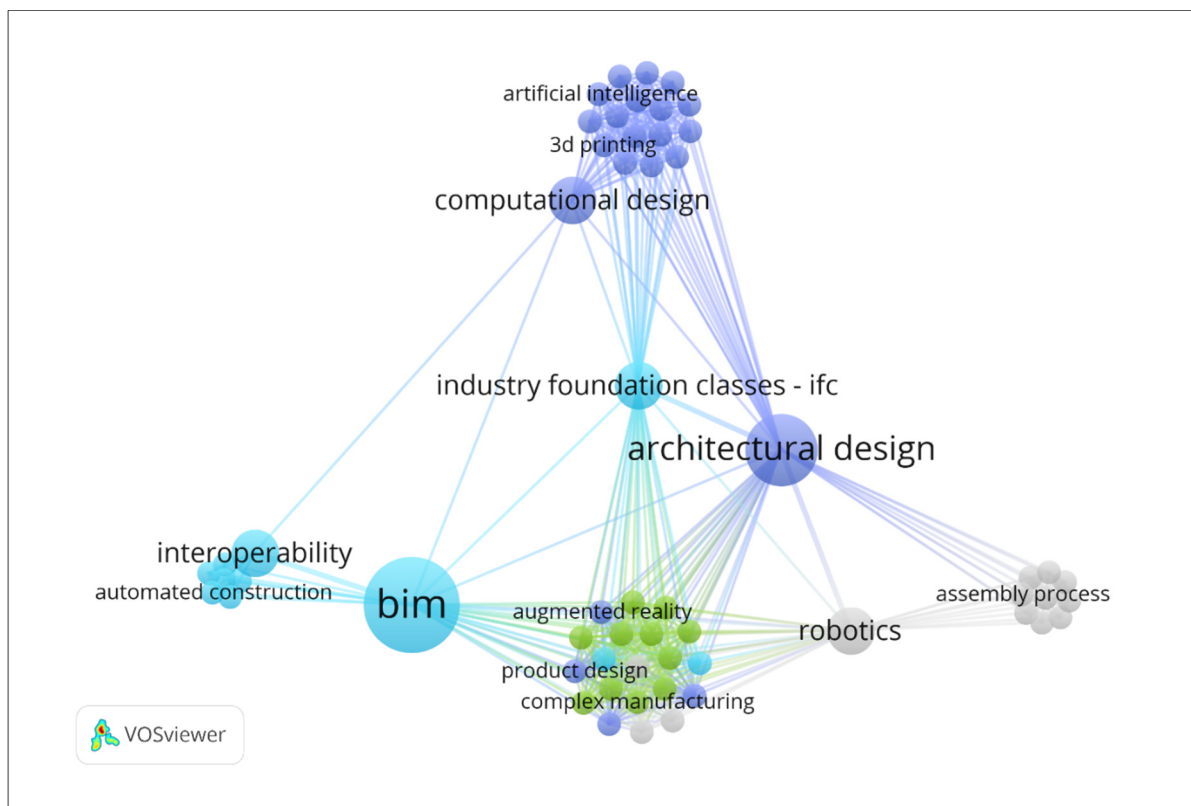 artificial intelligence
3d printing
computational design
industry foundation classes - ifc
architectural design
interoperability
automated construction
bim
augmented reality
assembly process
robotics
product design
complex manufacturing
VOSviewer